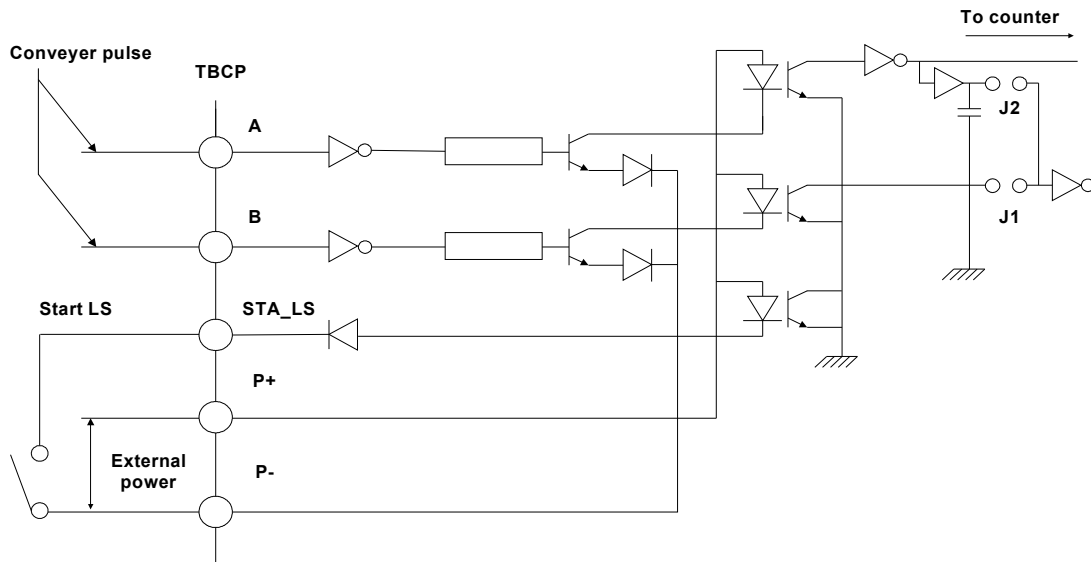 To counter
Conveyer pulse
TBCP
A
J2
B
J1
Start LS
STA_LS
P+
External
power
P-